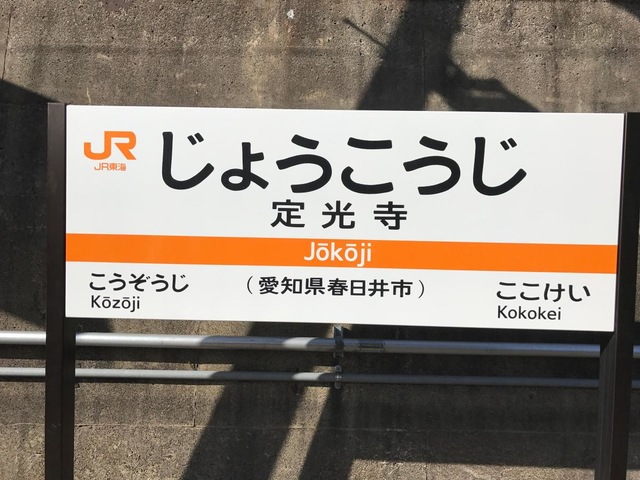 JR
JR東海
じょうこうじ
定光寺
Jōkōji
こうぞうじ
Kōzōji
(愛知県春日井市)
ここけい
Kokokei